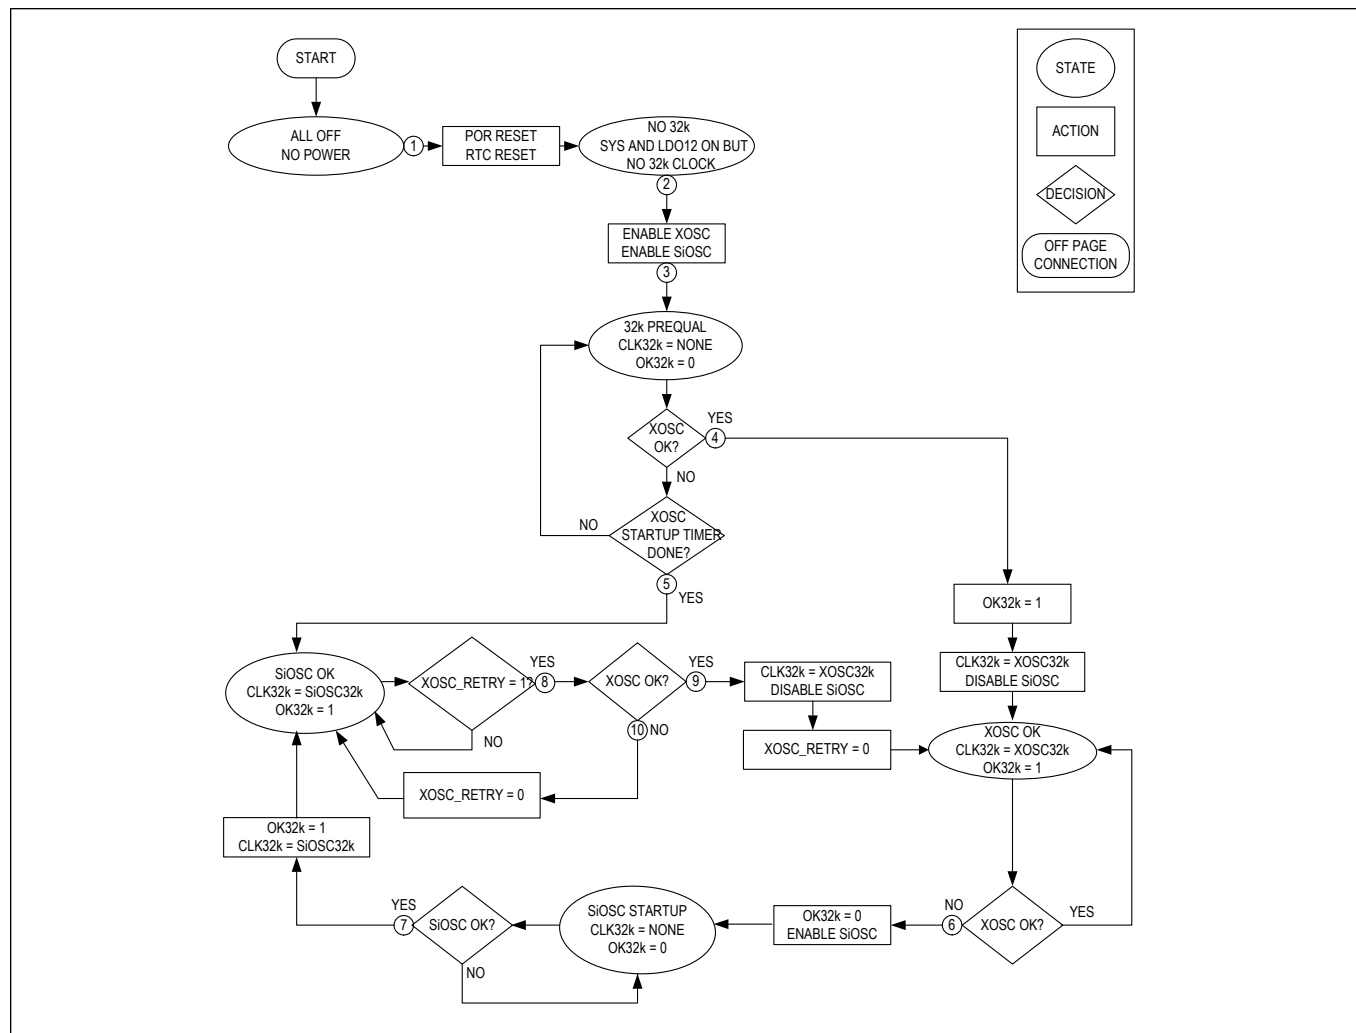 START
STATE
ALL OFF
NO POWER
1
POR RESET
RTC RESET
NO 32k
SYS AND LDO12 ON BUT
NO 32k CLOCK
ACTION
2
DECISION
ENABLE XOSC
ENABLE SiOSC
OFF PAGE
CONNECTION
3
32k PREQUAL
CLK32k = NONE
OK32k = 0
XOSC
OK?
YES
4
NO
XOSC
STARTUP TIMER
DONE?
NO
5
YES
OK32k = 1
CLK32k = XOSC32k
DISABLE SiOSC
SiOSC OK
CLK32k = SiOSC32k
OK32k = 1
XOSC_RETRY = 1?
YES
8
NO
XOSC OK?
YES
9
10
NO
CLK32k = XOSC32k
DISABLE SiOSC
XOSC_RETRY = 0
XOSC OK
CLK32k = XOSC32k
OK32k = 1
XOSC_RETRY = 0
OK32k = 1
CLK32k = SiOSC32k
YES
7
SiOSC OK?
NO
SiOSC STARTUP
CLK32k = NONE
OK32k = 0
OK32k = 0
ENABLE SiOSC
NO
6
XOSC OK?
YES